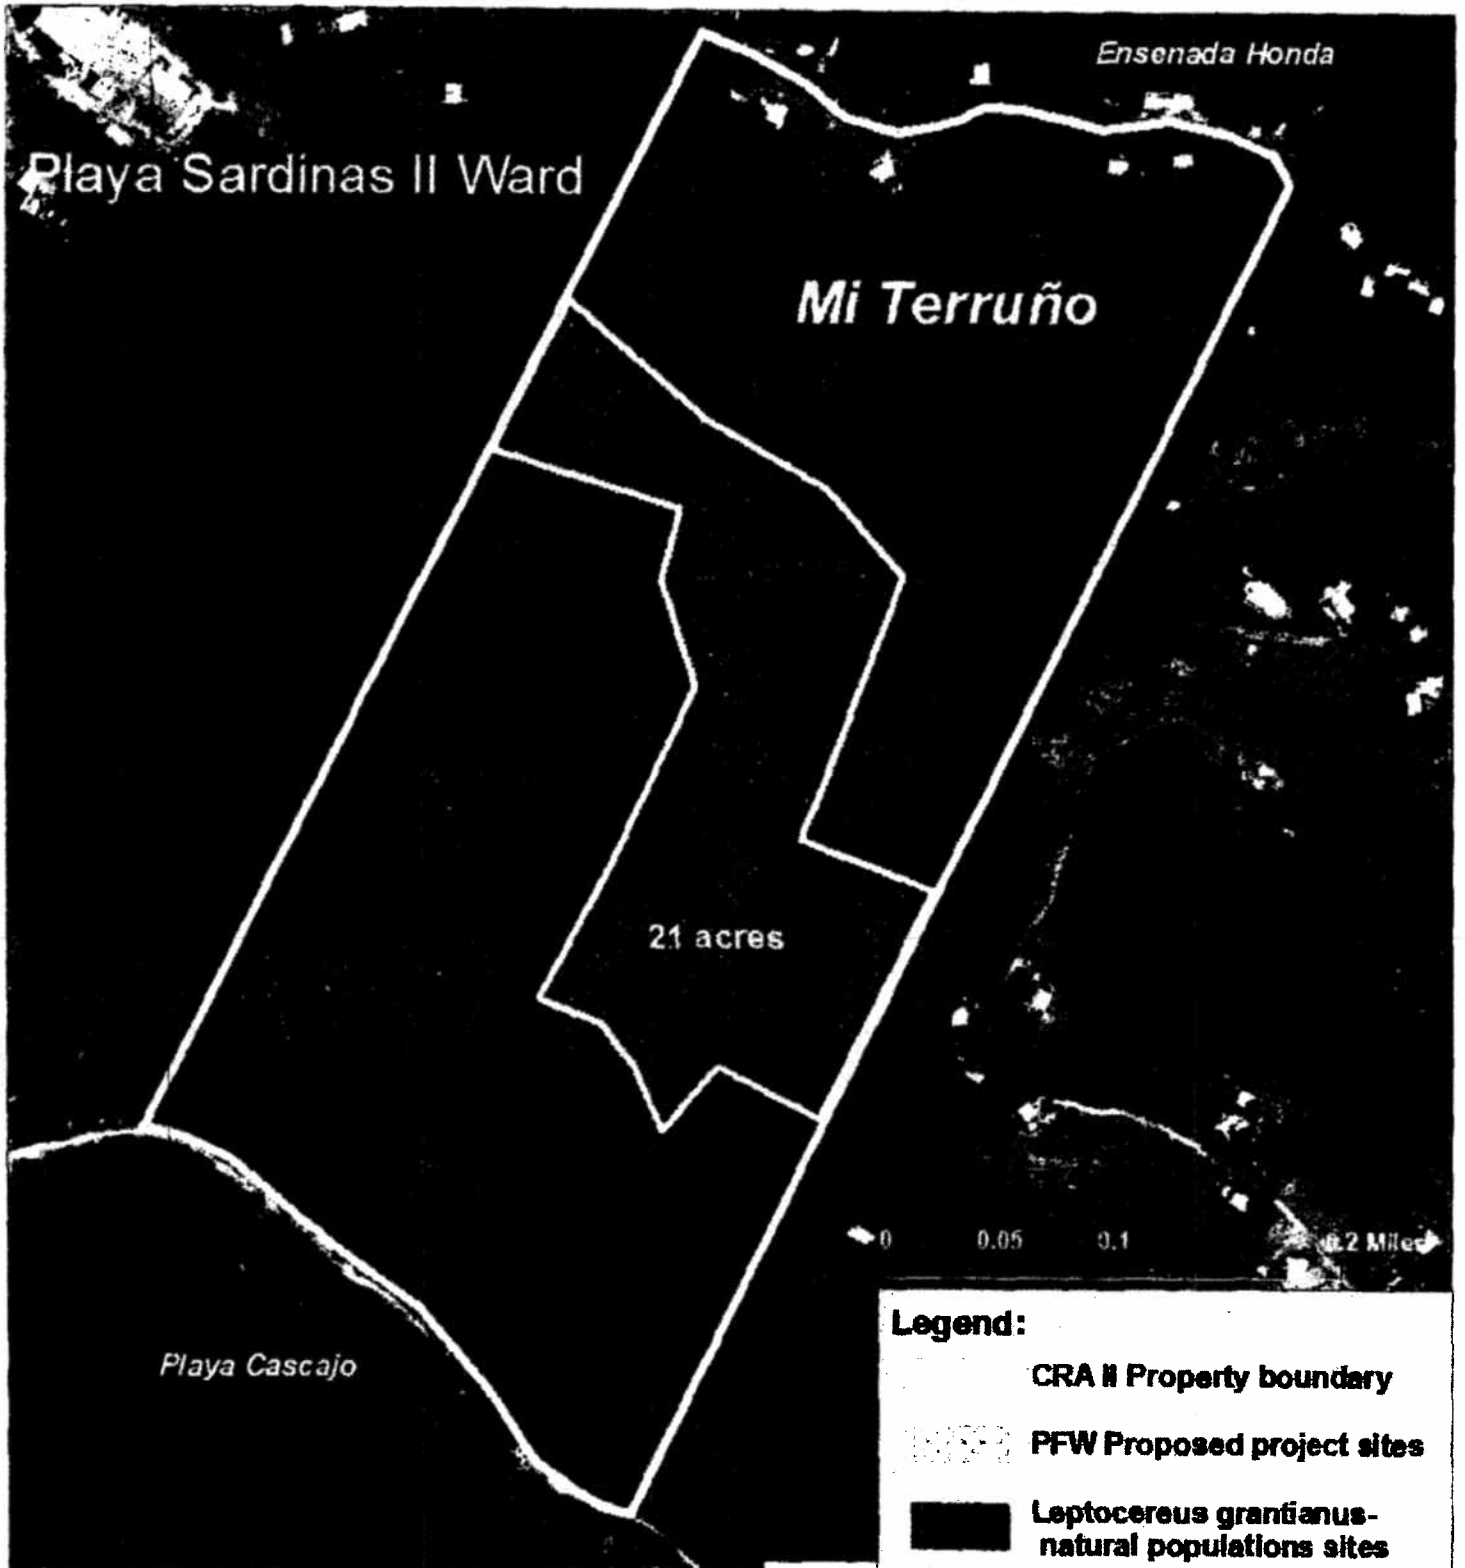 Ensenada Honda
Playa Sardinas II Ward
Mi Terruño
21 acres
0 0.05 0.1 0.2 Miles
Playa Cascajo
Legend:
CRA II Property boundary
PFW Proposed project sites
Leptocereus grantianus-
natural populations sites